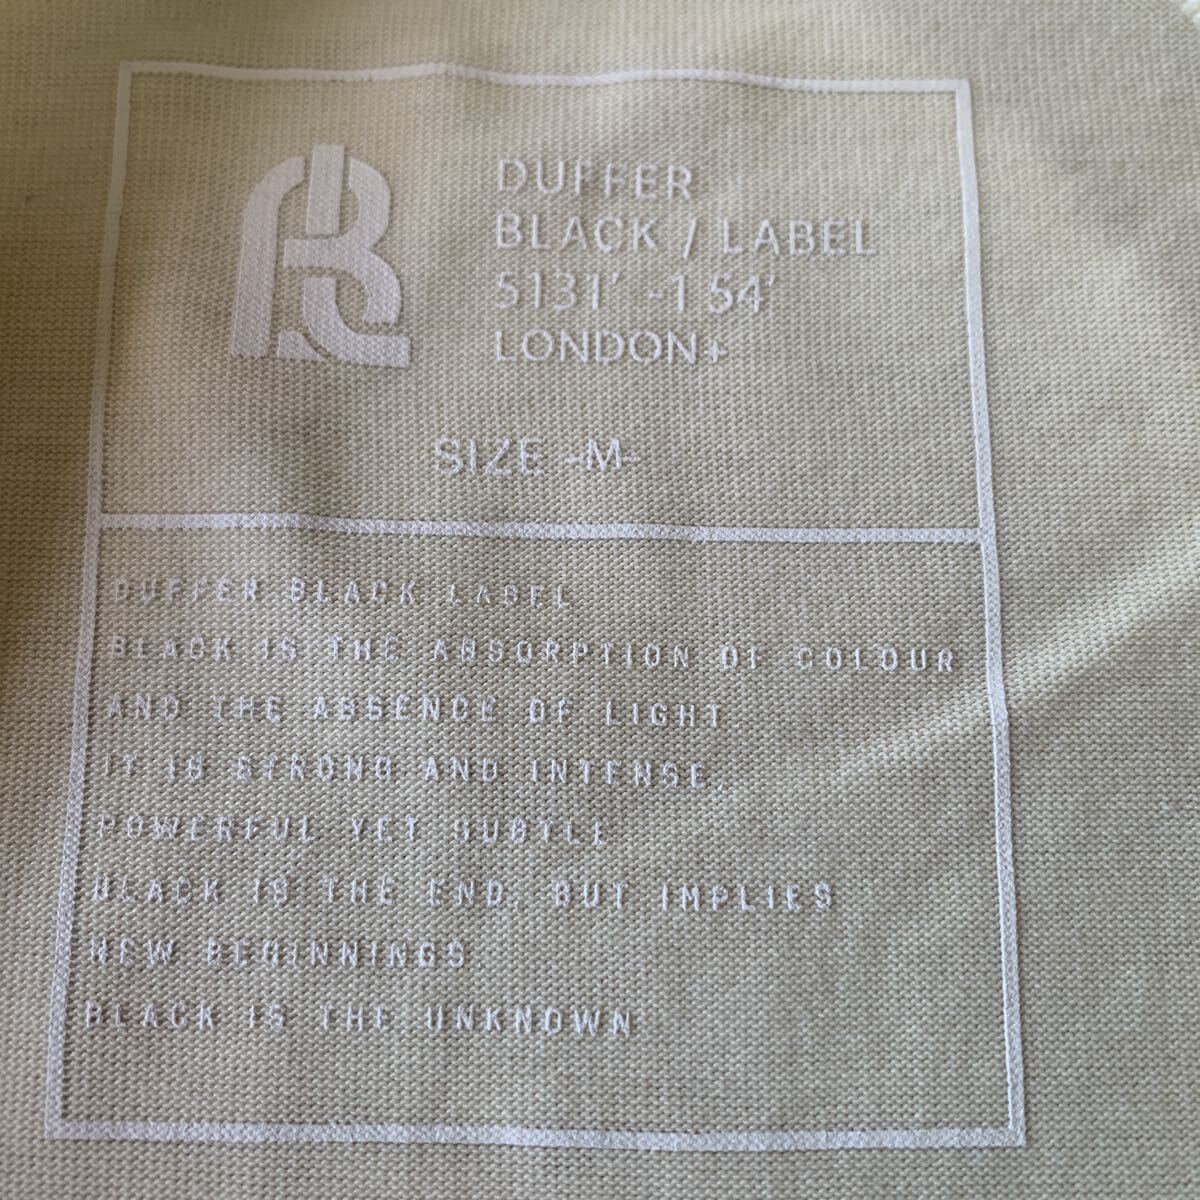 DUFFER
BLACK / LABEL
5131' -1 54'
LONDON+
SIZE -M-
DUFFER BLACK LABEL
BLACK IS THE ABSORPTION OF COLOUR
AND THE ABSENCE OF LIGHT
IT IS STRONG AND INTENSE,
POWERFUL YET SUBTLE
BLACK IS THE END, BUT IMPLIES
NEW BEGINNINGS
BLACK IS THE UNKNOWN